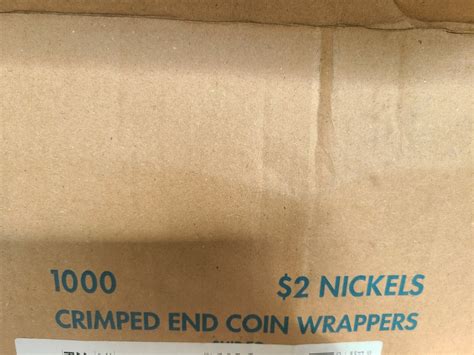 1000 $2 NICKELS
CRIMPED END COIN WRAPPERS